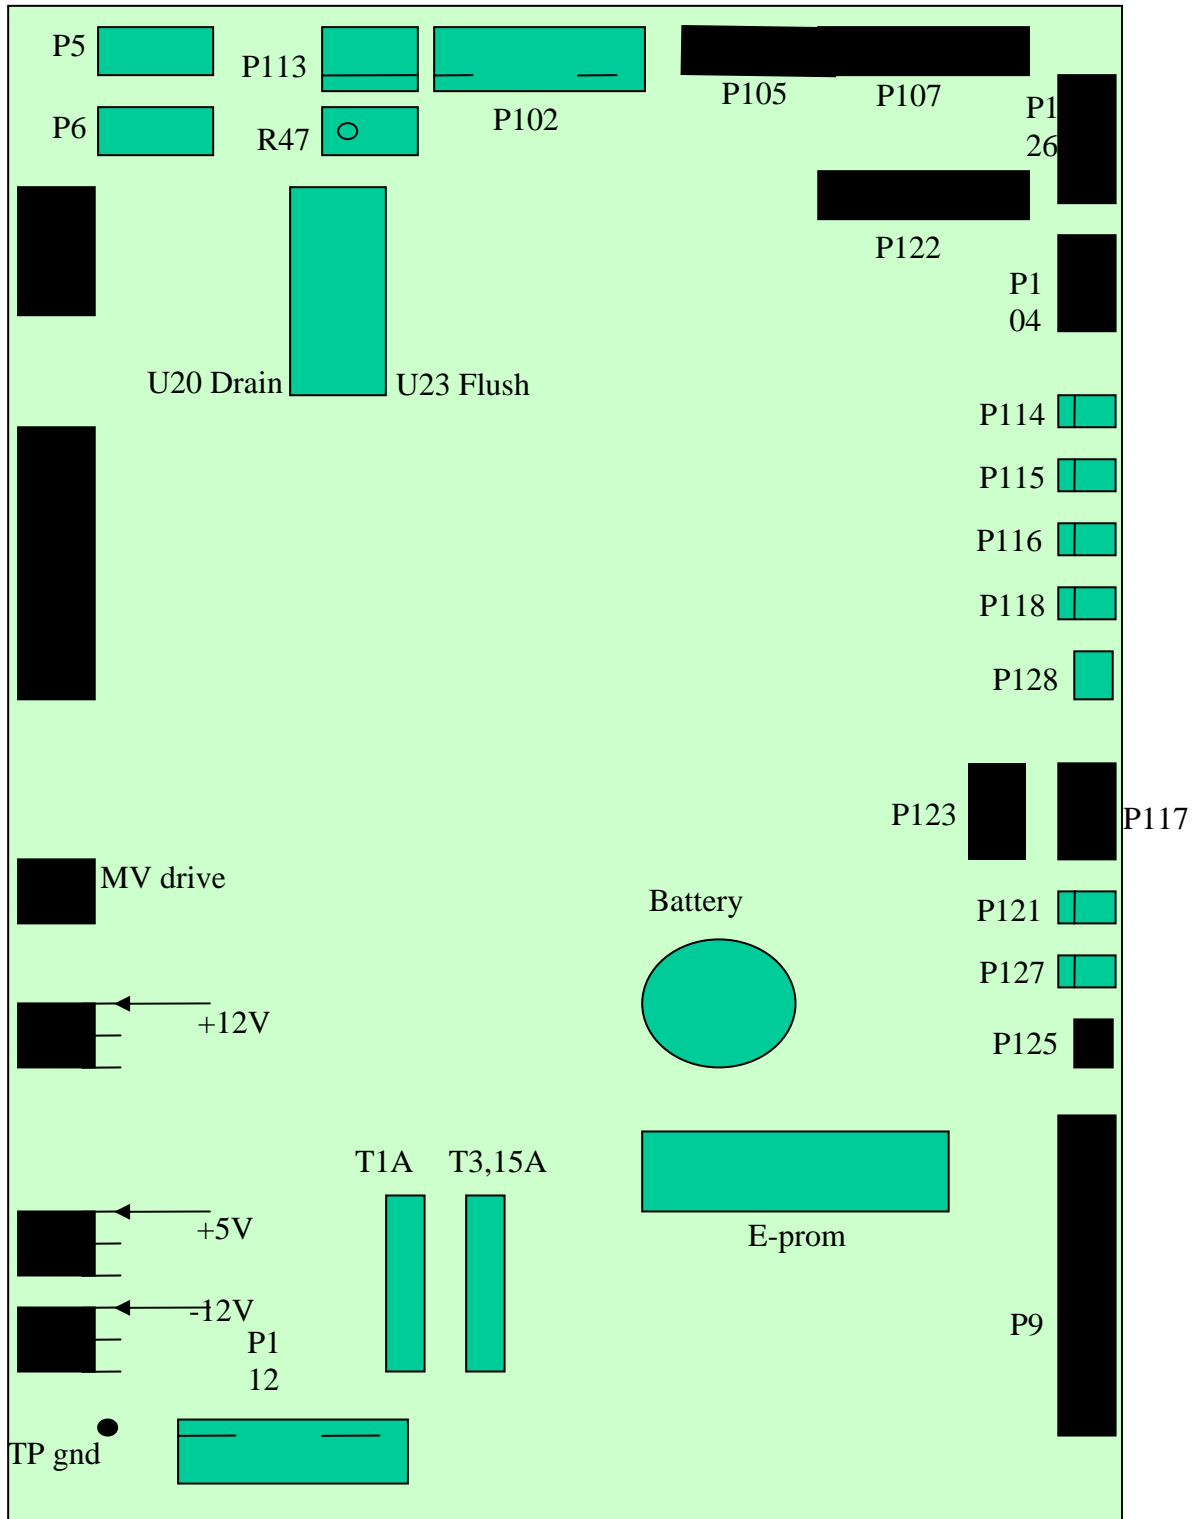 P5
P113
P102
P105
P107
P1
26
P6
R47
P122
P1
04
U20 Drain
U23 Flush
P114
P115
P116
P118
P128
P123
P117
MV drive
Battery
P121
P127
+12V
P125
T1A
T3,15A
+5V
E-prom
-12V
P1
12
P9
TP gnd